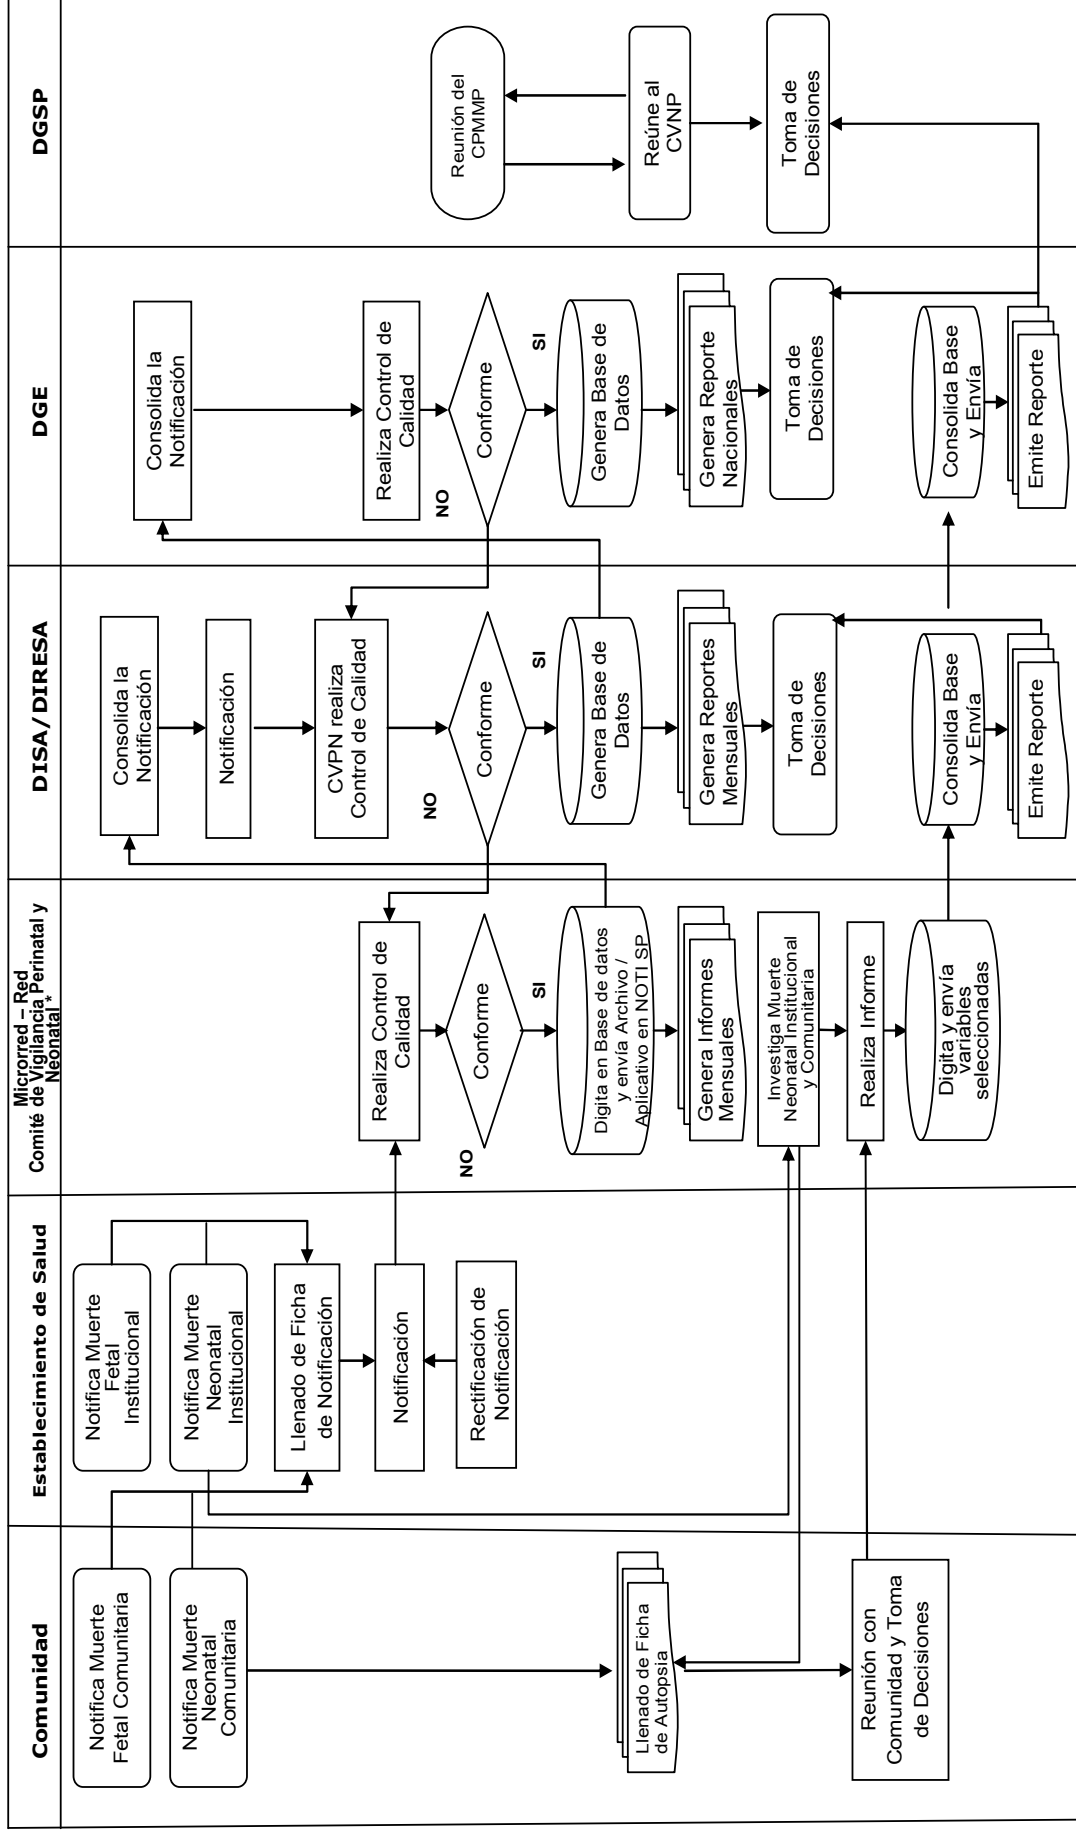 Comunidad
Notifica Muerte
Fetal Comunitaria
Notifica Muerte
Neonatal
Comunitaria
Llenado de Ficha
de Autopsia
Reunión con
Comunidad y Toma
de Decisiones
Establecimiento de Salud
Notifica Muerte
Fetal
Institucional
Notifica Muerte
Neonatal
Institucional
Llenado de Ficha
de Notificación
Notificación
Rectificación de
Notificación
Microrred – Red
Comité de Vigilancia Perinatal y
Neonatal *
Realiza Control de
Calidad
Conforme
NO
SI
Digita en Base de datos
y envía Archivo /
Aplicativo en NOTI SP
Genera Informes
Mensuales
Investiga Muerte
Neonatal Institucional
y Comunitaria
Realiza Informe
Digita y envía
variables
seleccionadas
DISA/DIRESA
Consolida la
Notificación
Notificación
CVPN realiza
Control de Calidad
Conforme
NO
SI
Genera Base de
Datos
Genera Reportes
Mensuales
Toma de
Decisiones
Consolida Base
y Envía
Emite Reporte
DGE
Consolida la
Notificación
Realiza Control de
Calidad
Conforme
NO
SI
Genera Base de
Datos
Genera Reporte
Nacionales
Toma de
Decisiones
Consolida Base
y Envía
Emite Reporte
DGSP
Reunión del
CPMMP
Reúne al
CVNP
Toma de
Decisiones